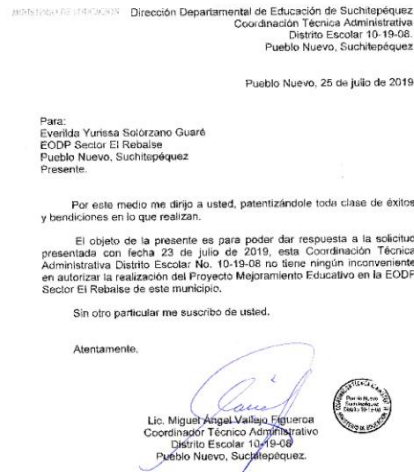 MINISTERIO DE EDUCACIÓN Dirección Departamental de Educación de Suchitepéquez
Coordinación Técnica Administrativa
Distrito Escolar 10-19-08.
Pueblo Nuevo, Suchitepéquez
Pueblo Nuevo, 25 de julio de 2019
Para:
Everilda Yurissa Solórzano Guaré
EODP Sector El Rebalse
Pueblo Nuevo, Suchitepéquez
Presente.
Por este medio me dirijo a usted, patentizándole toda clase de éxitos
y bendiciones en lo que realizan.
El objeto de la presente es para poder dar respuesta a la solicitud
presentada con fecha 23 de julio de 2019, esta Coordinación Técnica
Administrativa Distrito Escolar No. 10-19-08 no tiene ningún inconveniente
en autorizar la realización del Proyecto Mejoramiento Educativo en la EODP
Sector El Rebalse de este municipio.
Sin otro particular me suscribo de usted.
Atentamente,
Lic. Miguel Ángel Vallejo Figueroa
Coordinador Técnico Administrativo
Distrito Escolar 10-19-08
Pueblo Nuevo, Suchitepéquez.